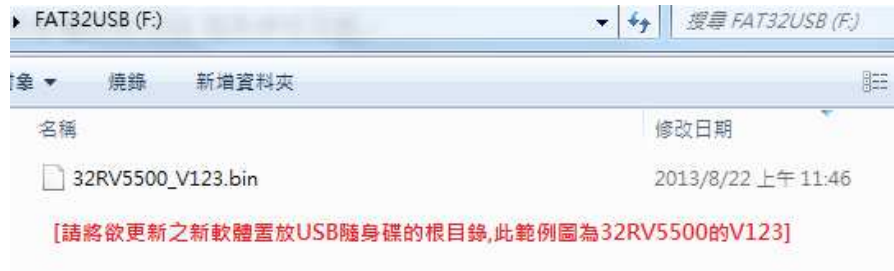 FAT32USB (F:)
搜尋 FAT32USB (F:)
對象
燒錄
新增資料夾
名稱
修改日期
32RV5500_V123.bin
2013/8/22 上午 11:46
[請將欲更新之新軟體置放USB隨身碟的根目錄,此範例圖為32RV5500的V123]